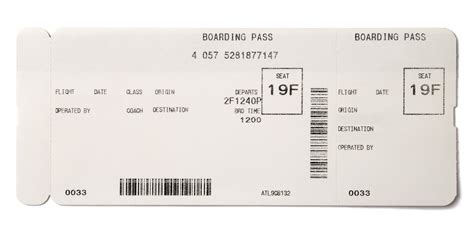 BOARDING PASS
4 057 5281877147
FLIGHT DATE CLASS ORIGIN DEPARTS
2F1240P
OPERATED BY COACH DESTINATION BRD TIME
1200
SEAT
19F
0033
ATL9G8132
BOARDING PASS
SEAT
19F
FLIGHT DATE
ORIGIN
DESTINATION
OPERATED BY
0033